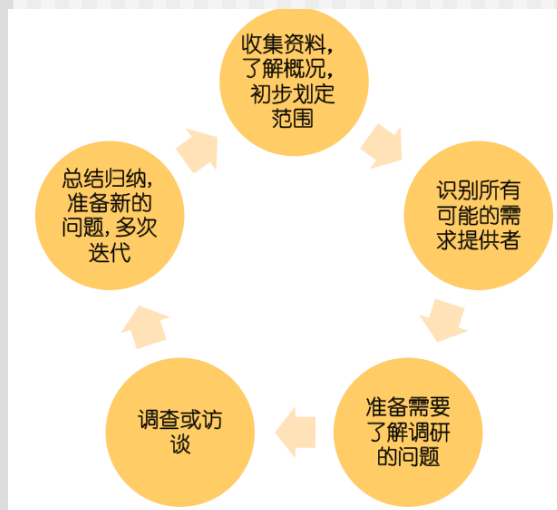 收集资料,
了解概况,
初步划定
范围
识别所有
可能的需
求提供者
准备需要
了解调研
的问题
调查或访
谈
总结归纳,
准备新的
问题,多次
迭代